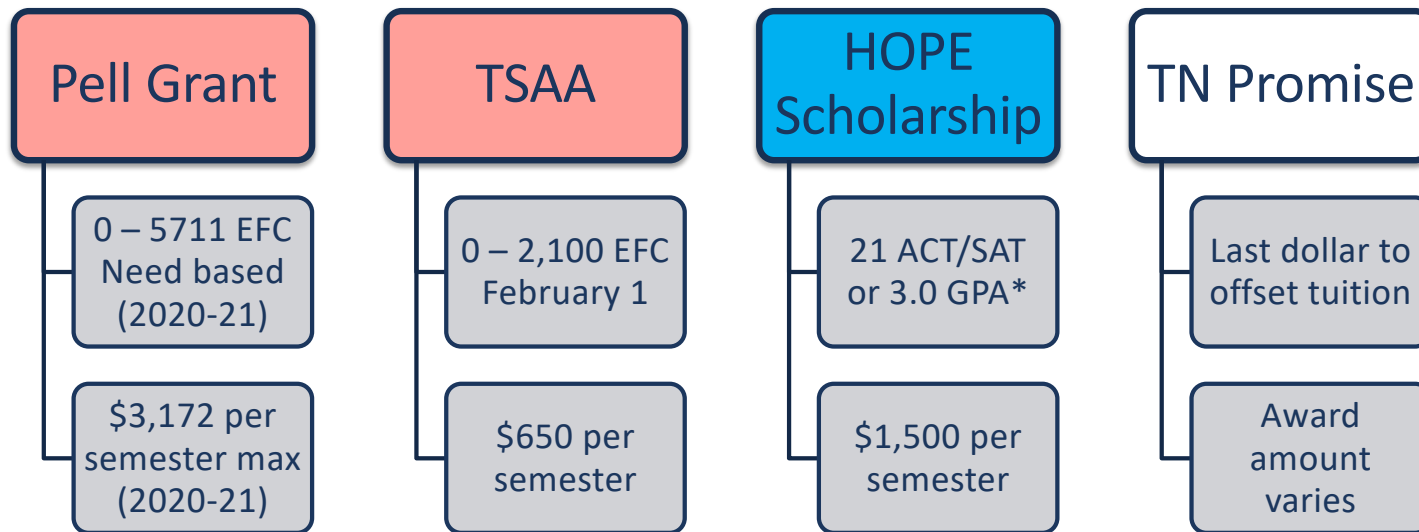 Pell Grant
0 – 5711 EFC
Need based
(2020-21)
$3,172 per
semester max
(2020-21)
TSAA
0 – 2,100 EFC
February 1
$650 per
semester
HOPE
Scholarship
21 ACT/SAT
or 3.0 GPA*
$1,500 per
semester
TN Promise
Last dollar to
offset tuition
Award
amount
varies